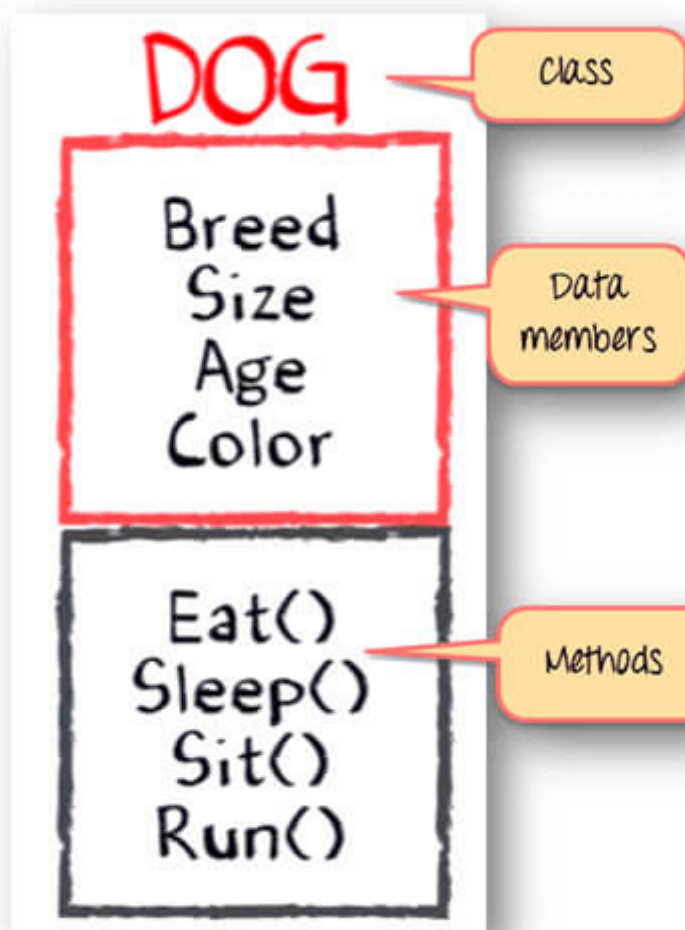 DOG
Class
Breed
Size
Age
Color
Data
members
Eat()
Sleep()
Sit()
Run()
Methods